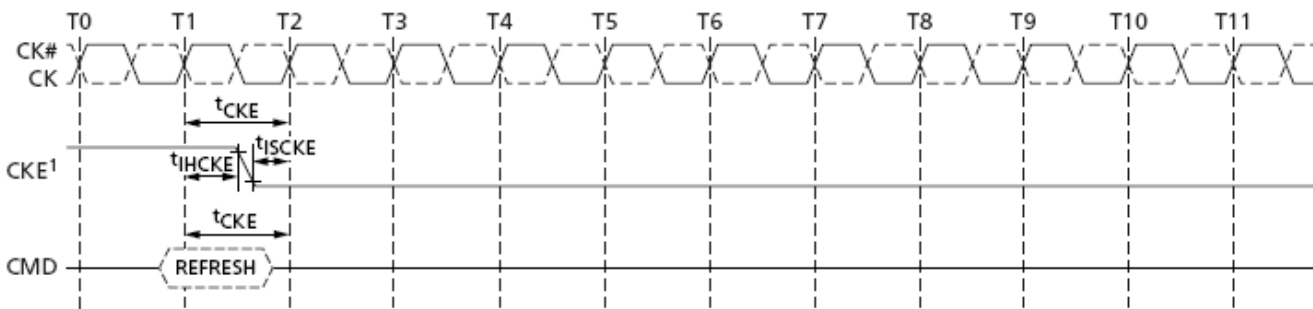 T0 T1 T2 T3 T4 T5 T6 T7 T8 T9 T10 T11
CK#
CK
tCKE
tISCKE
CKE1
tIHCKE
tCKE
CMD
REFRESH